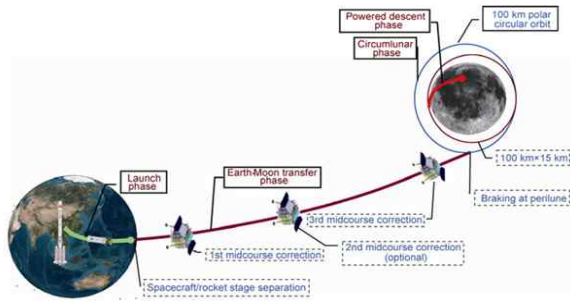 Powered descent
phase
100 km polar
circular orbit
Circumlunar
phase
Launch
phase
Earth-Moon transfer
phase
100 km×15 km
Braking at perilune
3rd midcourse correction
1st midcourse correction
2nd midcourse correction
(optional)
Spacecraft/rocket stage separation